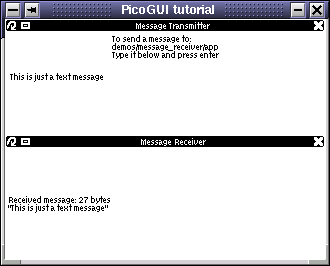 PicoGUI tutorial
Message Transmitter
To send a message to:
demos/message_receiver/app
Type it below and press enter
This is just a text message
Message Receiver
Received message: 27 bytes
"This is just a text message"